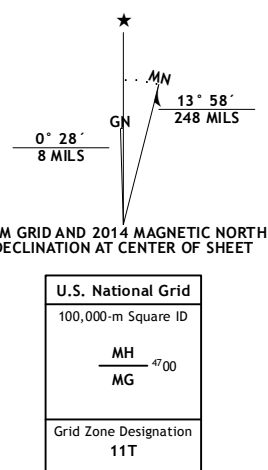 ★
MN
GN
13° 58´
248 MILS
0° 28´
8 MILS
M GRID AND 2014 MAGNETIC NORTH
DECLINATION AT CENTER OF SHEET
U.S. National Grid
100,000-m Square ID
MH
4700
MG
Grid Zone Designation
11T